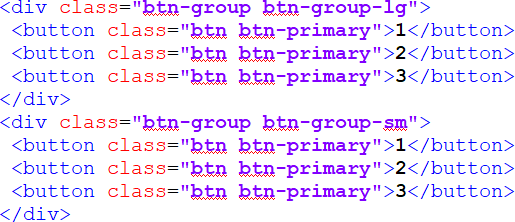 <div class="btn-group btn-group-lg">
<button class="btn btn-primary">1</button>
<button class="btn btn-primary">2</button>
<button class="btn btn-primary">3</button>
</div>
<div class="btn-group btn-group-sm">
<button class="btn btn-primary">1</button>
<button class="btn btn-primary">2</button>
<button class="btn btn-primary">3</button>
</div>